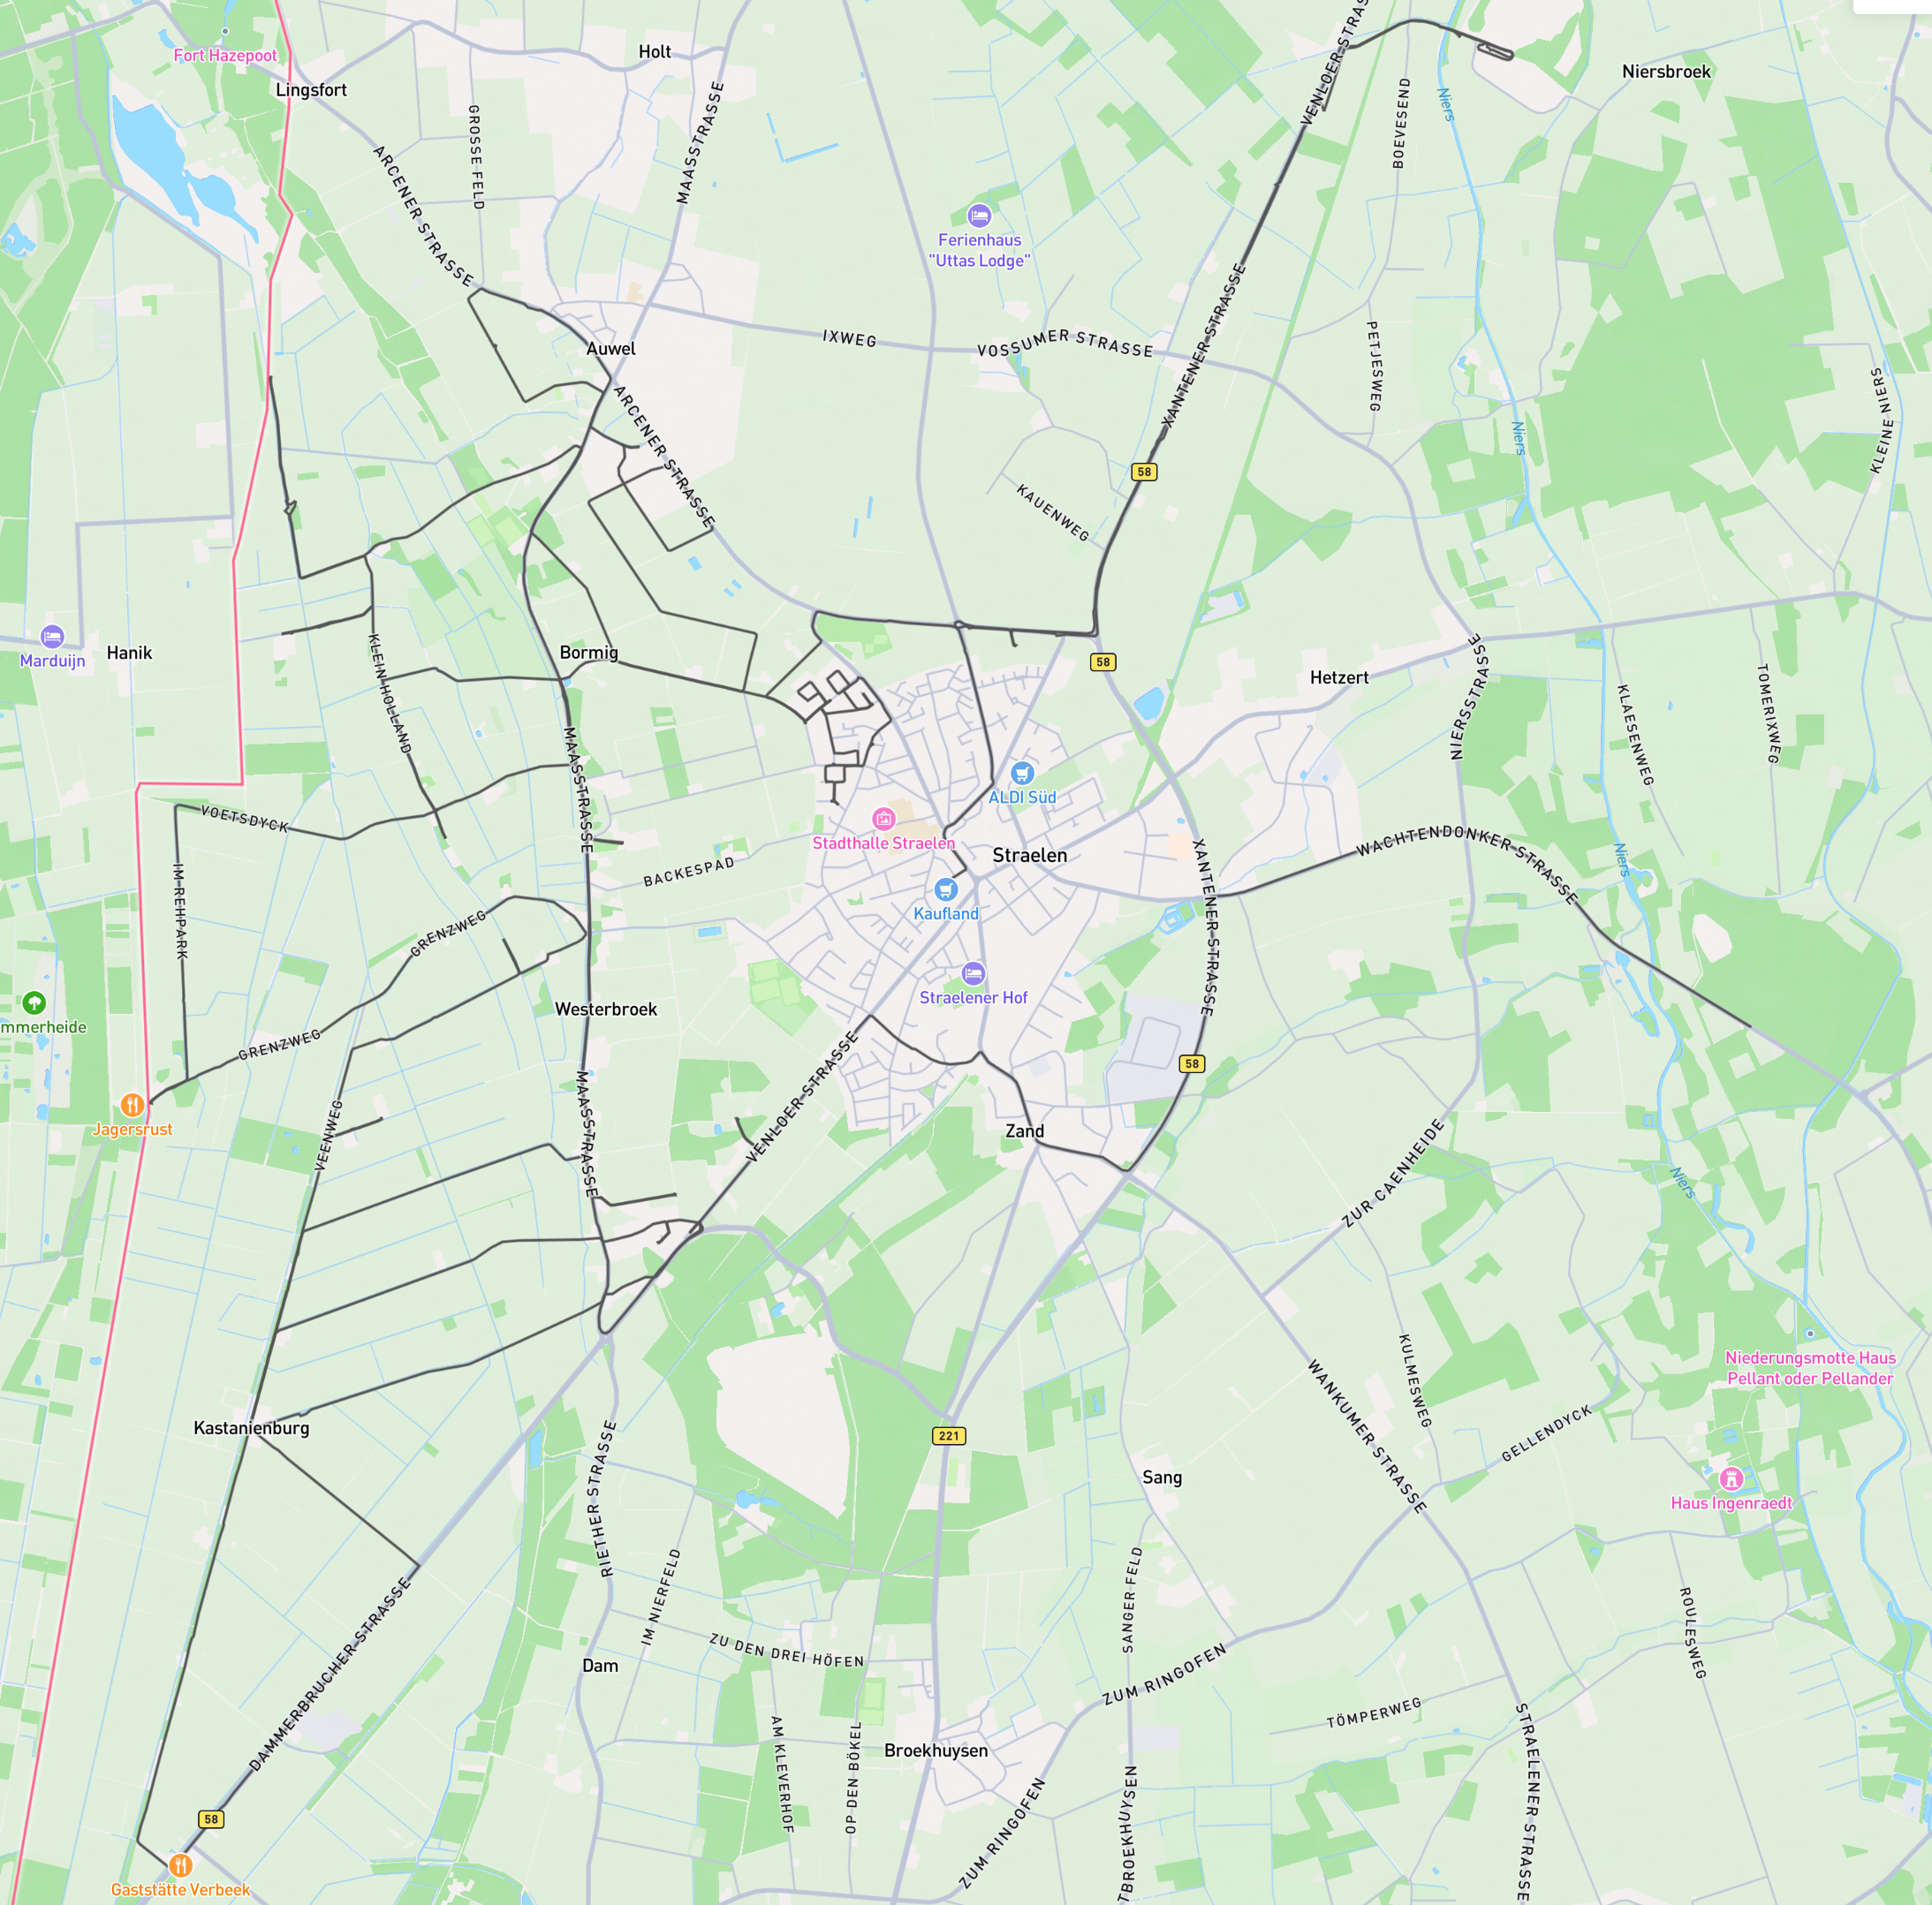 Fort Hazepoot
Lingsfort
Holt
Niersbroek
VENLOER-STRAS
MAASSTRASSE
GROSSE FELD
BOEVESEND
Niers
ARCENER STRASSE
Ferienhaus
"Uttas Lodge"
XANTENER-STRASSE
IXWEG
VOSSUMER STRASSE
PETJESWEG
Auwel
KLEINE NIERS
ARCENER STRASSE
Niers
58
KAUENWEG
Marduijn
Hanik
Bormig
58
Hetzert
KLEIN-HOLLAND
NIERSSTRASSE
KLAESENWEG
TOMERIXWEG
MAASSTRASSE
ALDI Süd
VOETSDYCK
Stadthalle Straelen
Straelen
WACHTENDONKER-STRASSE
Niers
BACKESPAD
IM-REHPARK
Kaufland
XANTENER-STRASSE
GRENZWEG
Straelener Hof
mmerheide
Westerbroek
GRENZWEG
58
Jagersrust
VEENWEG
MAASTRASSE
VENLOER-STRASSE
Zand
ZUR CAENHEIDE
Niers
Niederungsmotte Haus
Pellant oder Pellander
KULMESWEG
WANKUMER STRASSE
Kastanienburg
221
GELLENDYCK
RIETHER STRASSE
Sang
Haus Ingenraedt
IM NIERFELD
SANGER FELD
ROULESWEG
DAMMERBRUCHER-STRASSE
ZU DEN DREI HÖFEN
Dam
ZUM RINGOFEN
TÖMPERWEG
AM KLEVERHOF
OP DEN BÖKEL
Broekhuysen
STRAELENER STRASSE
TBROEKHUYSEN
ZUM RINGOFEN
58
Gaststätte Verbeek